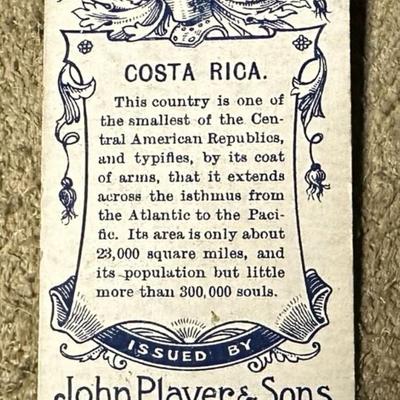 COSTA RICA.
This country is one of
the smallest of the Cen-
tral American Republics,
and typifies, by its coat
of arms, that it extends
across the isthmus from
the Atlantic to the Paci-
fic. Its area is only about
23,000 square miles, and
its population but little
more than 300,000 souls.
ISSUED BY
John Player & Sons